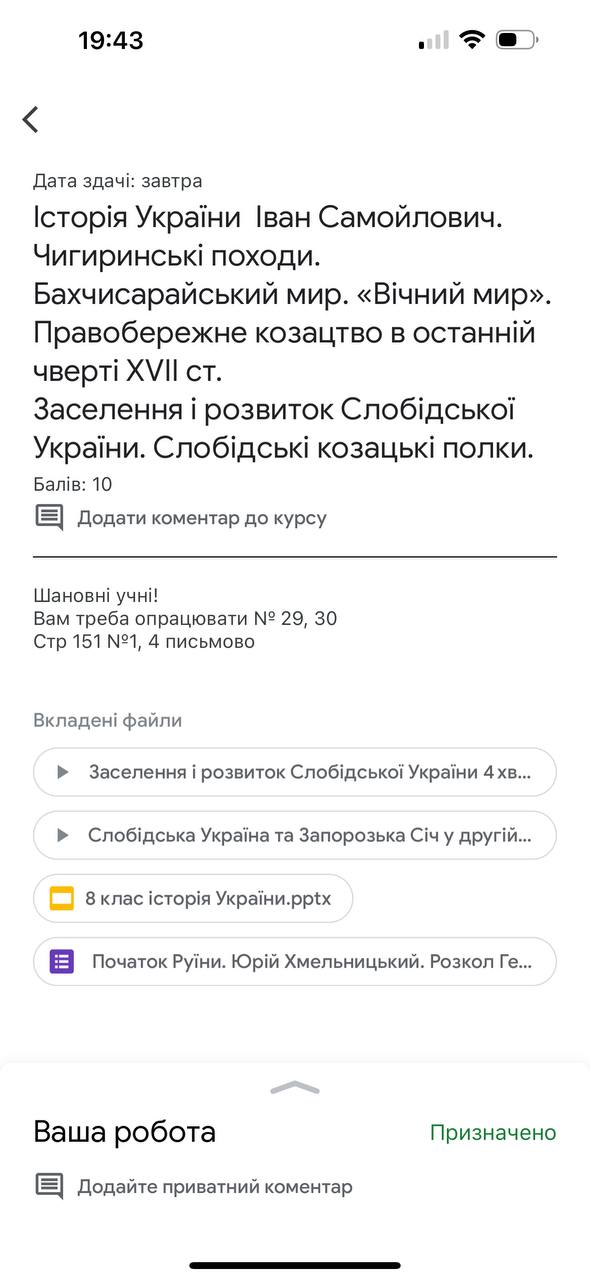 19:43
Дата здачі: завтра
Історія України  Іван Самойлович.
Чигиринські походи.
Бахчисарайський мир. «Вічний мир».
Правобережне козацтво в останній
чверті XVII ст.
Заселення і розвиток Слобідської
України. Слобідські козацькі полки.
Балів: 10
Додати коментар до курсу
Шановні учні!
Вам треба опрацювати № 29, 30
Стр 151 №1, 4 письмово
Вкладені файли
Заселення і розвиток Слобідської України 4 хв...
Слобідська Україна та Запорозька Січ у другій...
8 клас історія України.pptx
Початок Руїни. Юрій Хмельницький. Розкол Ге...
Ваша робота
Призначено
Додайте приватний коментар